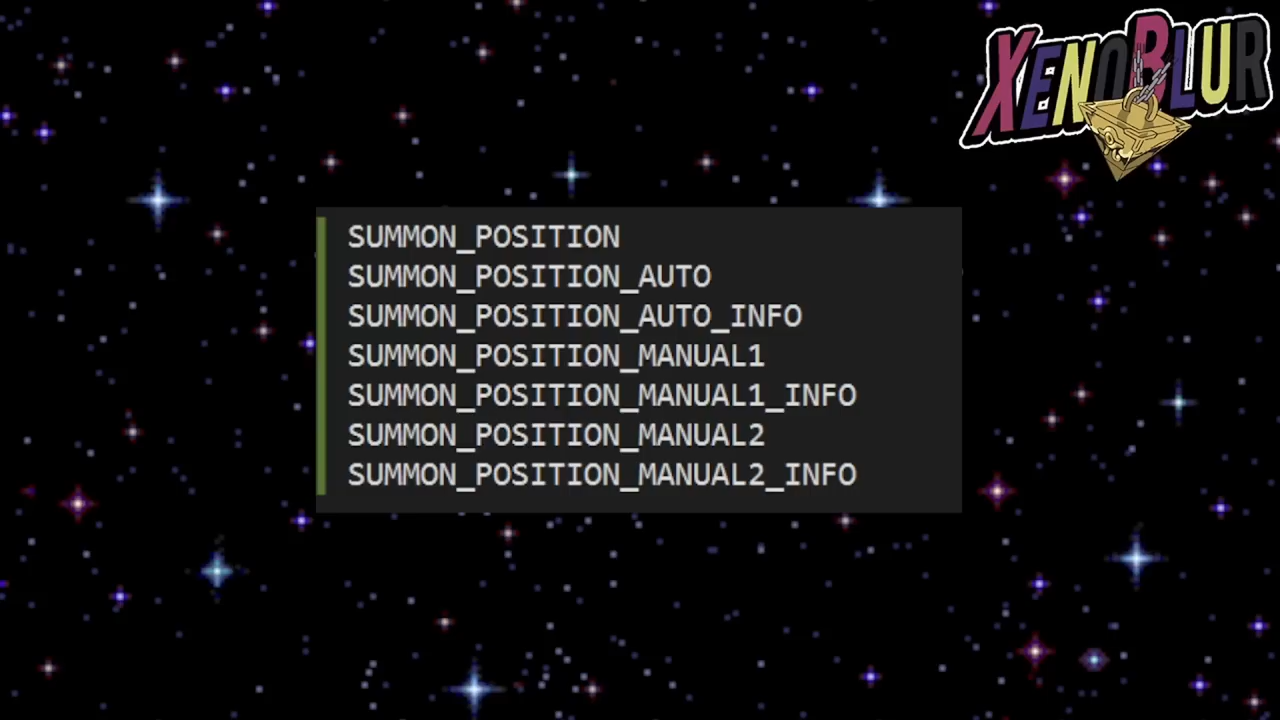 XENOBLUR
SUMMON_POSITION
SUMMON_POSITION_AUTO
SUMMON_POSITION_AUTO_INFO
SUMMON_POSITION_MANUAL1
SUMMON_POSITION_MANUAL1_INFO
SUMMON_POSITION_MANUAL2
SUMMON_POSITION_MANUAL2_INFO